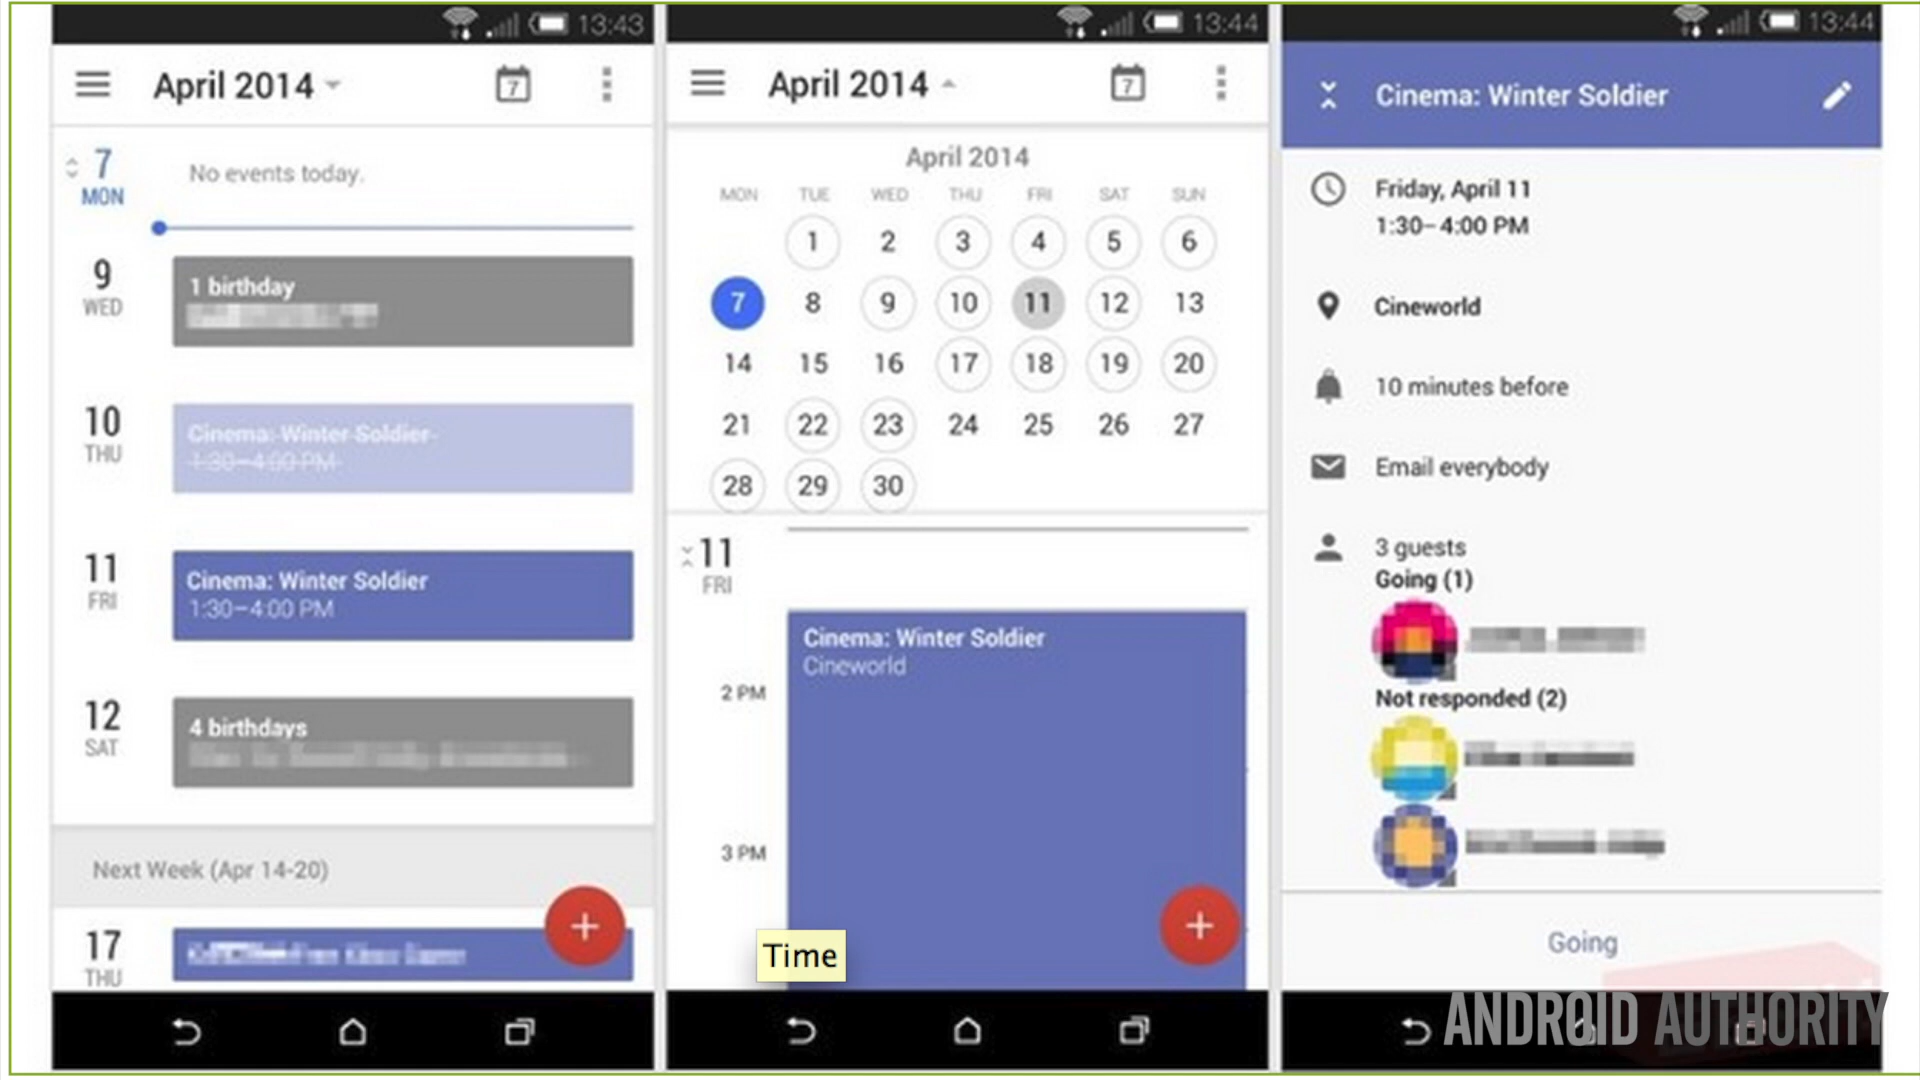 13:43
April 2014
7
7
MON
No events today.
9
WED
1 birthday
10
THU
Cinema: Winter Soldier
1:30–4:00 PM
11
FRI
Cinema: Winter Soldier
1:30–4:00 PM
12
SAT
4 birthdays
Next Week (Apr 14-20)
17
THU
+
13:44
April 2014
7
April 2014
MON TUE WED THU FRI SAT SUN
1 2 3 4 5 6
7 8 9 10 11 12 13
14 15 16 17 18 19 20
21 22 23 24 25 26 27
28 29 30
11
FRI
Cinema: Winter Soldier
Cineworld
2 PM
3 PM
+
Time
13:44
Cinema: Winter Soldier
Friday, April 11
1:30–4:00 PM
Cineworld
10 minutes before
Email everybody
3 guests
Going (1)
Not responded (2)
Going
ANDROID AUTHORITY